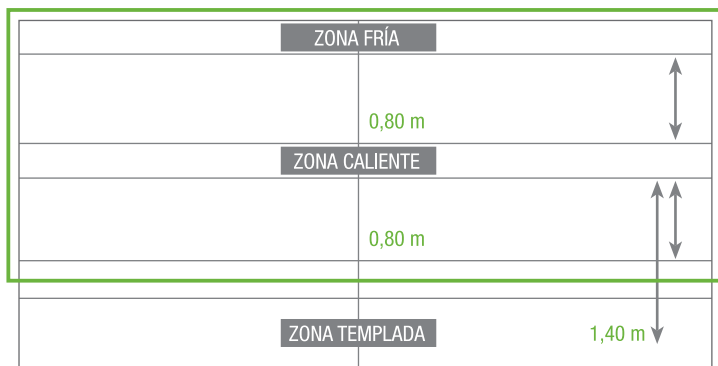 ZONA FRÍA
0,80 m
ZONA CALIENTE
0,80 m
ZONA TEMPLADA
1,40 m